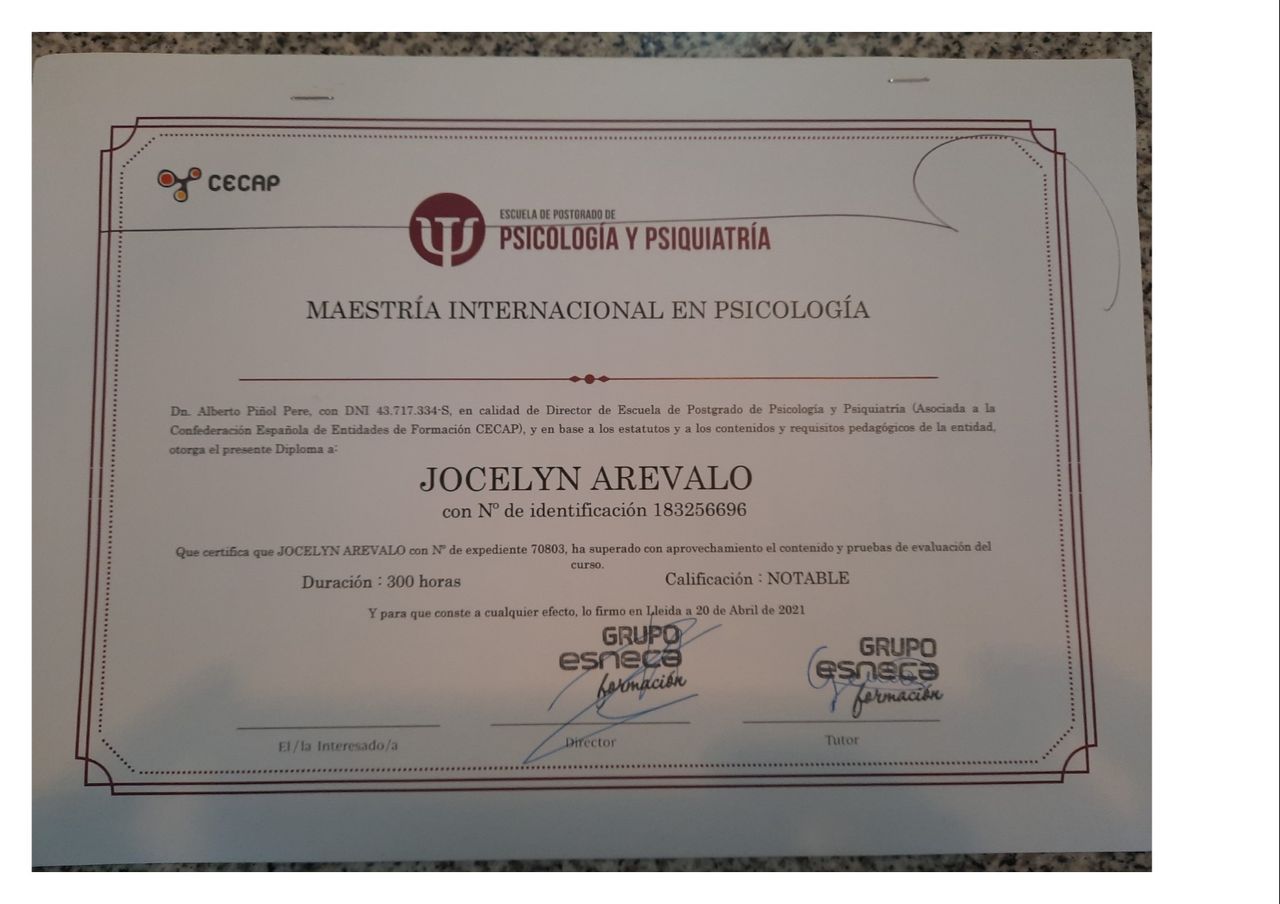 CECAP
ESCUELA DE POSTGRADO DE
PSICOLOGÍA Y PSIQUIATRÍA
MAESTRÍA INTERNACIONAL EN PSICOLOGÍA
Dn. Alberto Piñol Pere, con DNI 43.717.334-S, en calidad de Director de Escuela de Postgrado de Psicología y Psiquiatría (Asociada a la
Confederación Española de Entidades de Formación CECAP), y en base a los estatutos y a los contenidos y requisitos pedagógicos de la entidad,
otorga el presente Diploma a:
JOCELYN AREVALO
con Nº de identificación 183256696
Que certifica que JOCELYN AREVALO con Nº de expediente 70803, ha superado con aprovechamiento el contenido y pruebas de evaluación del
curso.
Duración : 300 horas Calificación : NOTABLE
Y para que conste a cualquier efecto, lo firmo en Lleida a 20 de Abril de 2021
GRUPO
esneca
formación
GRUPO
esneca
formación
El/la Interesado/a Director Tutor